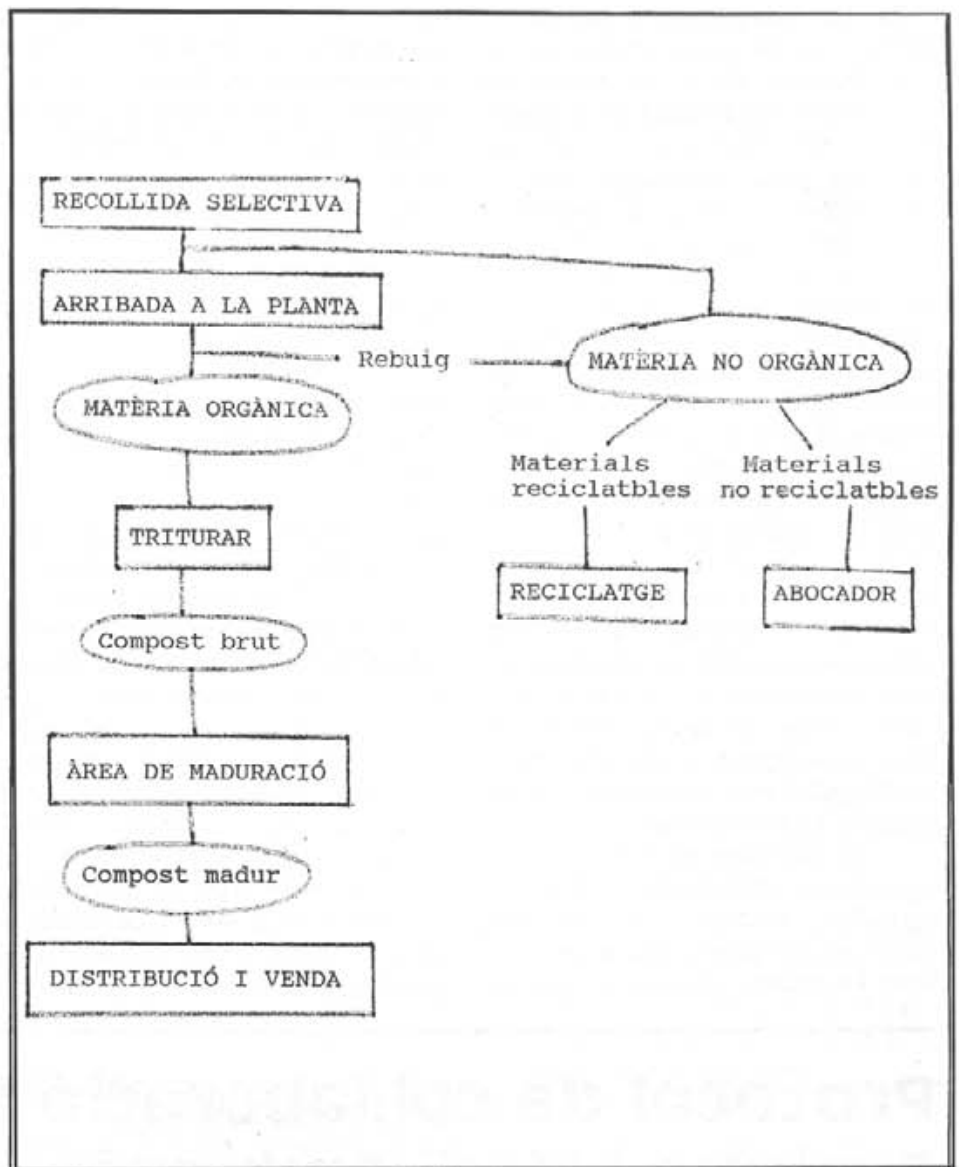 RECOLLIDA SELECTIVA
ARRIBADA A LA PLANTA
Rebuig
MATÈRIA NO ORGÀNICA
MATÈRIA ORGÀNICA
Materials
reciclatbles
Materials
no reciclatbles
TRITURAR
RECICLATGE
ABOCADOR
Compost brut
ÀREA DE MADURACIÓ
Compost madur
DISTRIBUCIÓ I VENDA